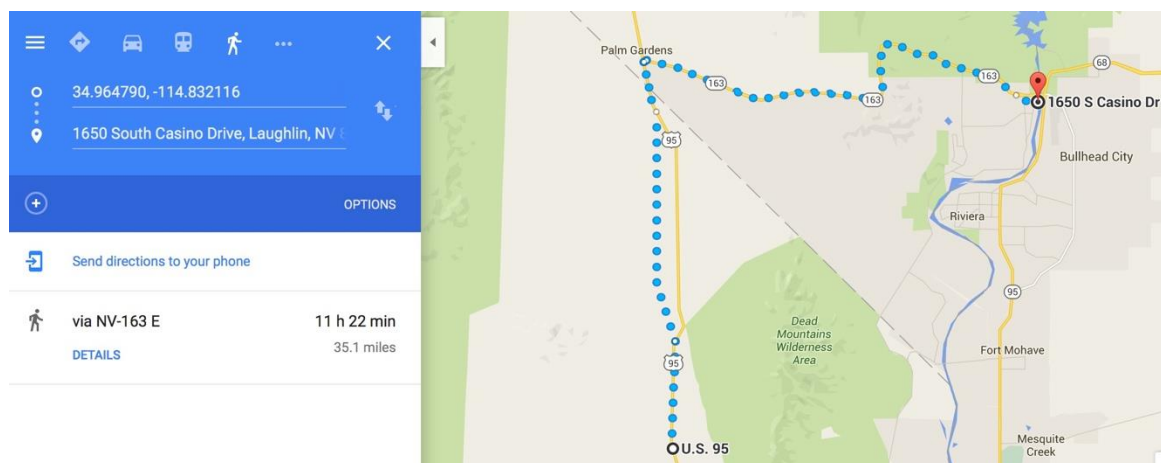 34.964790, -114.832116
1650 South Casino Drive, Laughlin, NV
OPTIONS
Send directions to your phone
via NV-163 E
11 h 22 min
35.1 miles
DETAILS
Palm Gardens
163
163
163
68
1650 S Casino Dr
95
Bullhead City
Riviera
95
Dead
Mountains
Wilderness
Area
Fort Mohave
95
U.S. 95
Mesquite
Creek